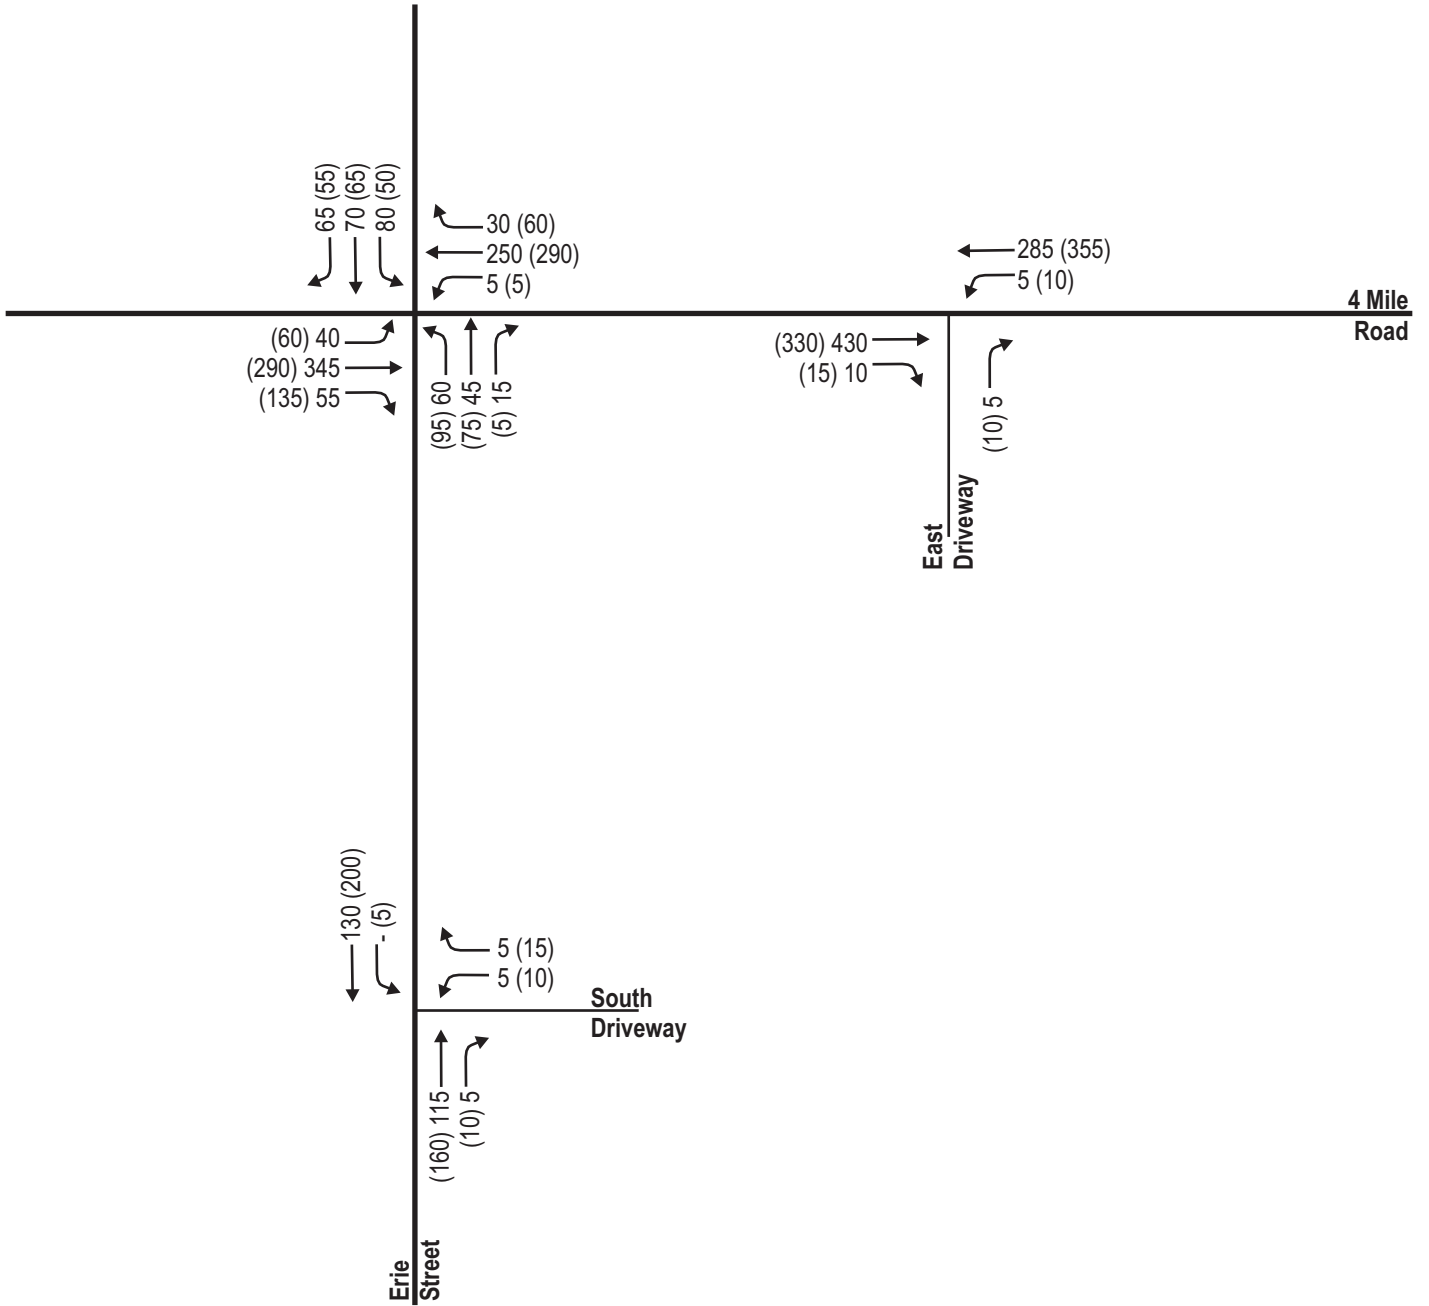 65 (55)
70 (65)
80 (50)
30 (60)
250 (290)
5 (5)
285 (355)
5 (10)
4 Mile
Road
(60) 40
(290) 345
(135) 55
(95) 60
(75) 45
(5) 15
(330) 430
(15) 10
(10) 5
East
Driveway
130 (200)
- (5)
5 (15)
5 (10)
South
Driveway
(160) 115
(10) 5
Erie
Street